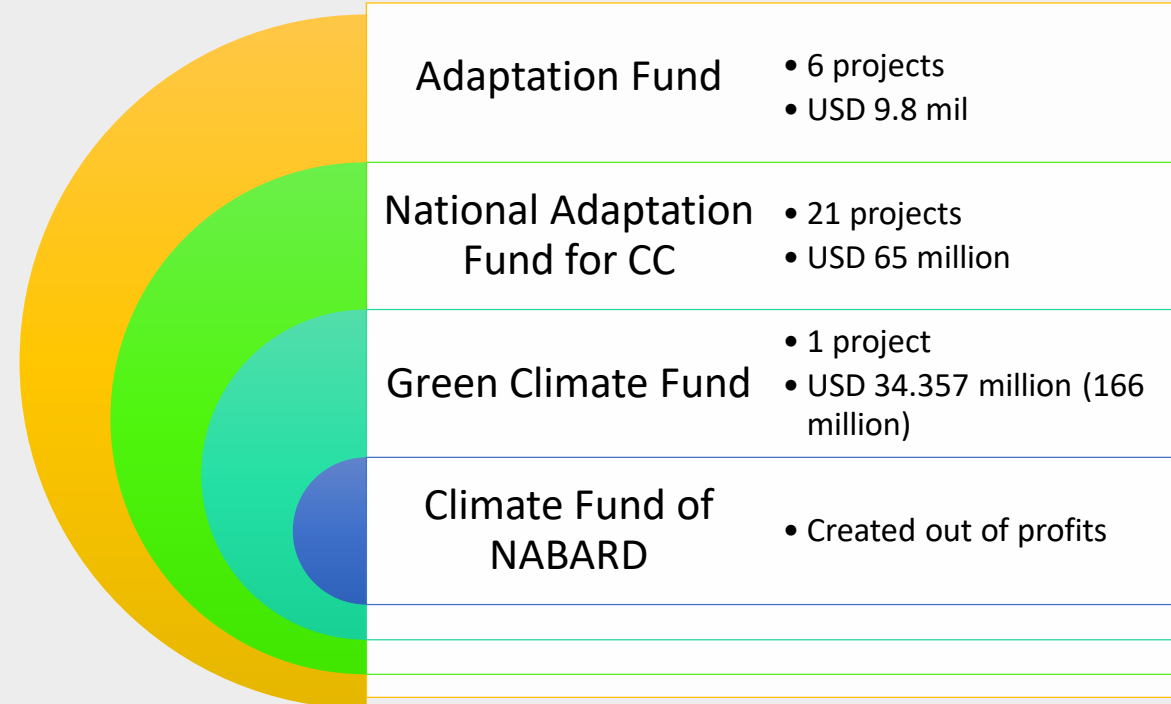 Adaptation Fund
• 6 projects
• USD 9.8 mil
National Adaptation
Fund for CC
• 21 projects
• USD 65 million
Green Climate Fund
• 1 project
• USD 34.357 million (166
million)
Climate Fund of
NABARD
• Created out of profits